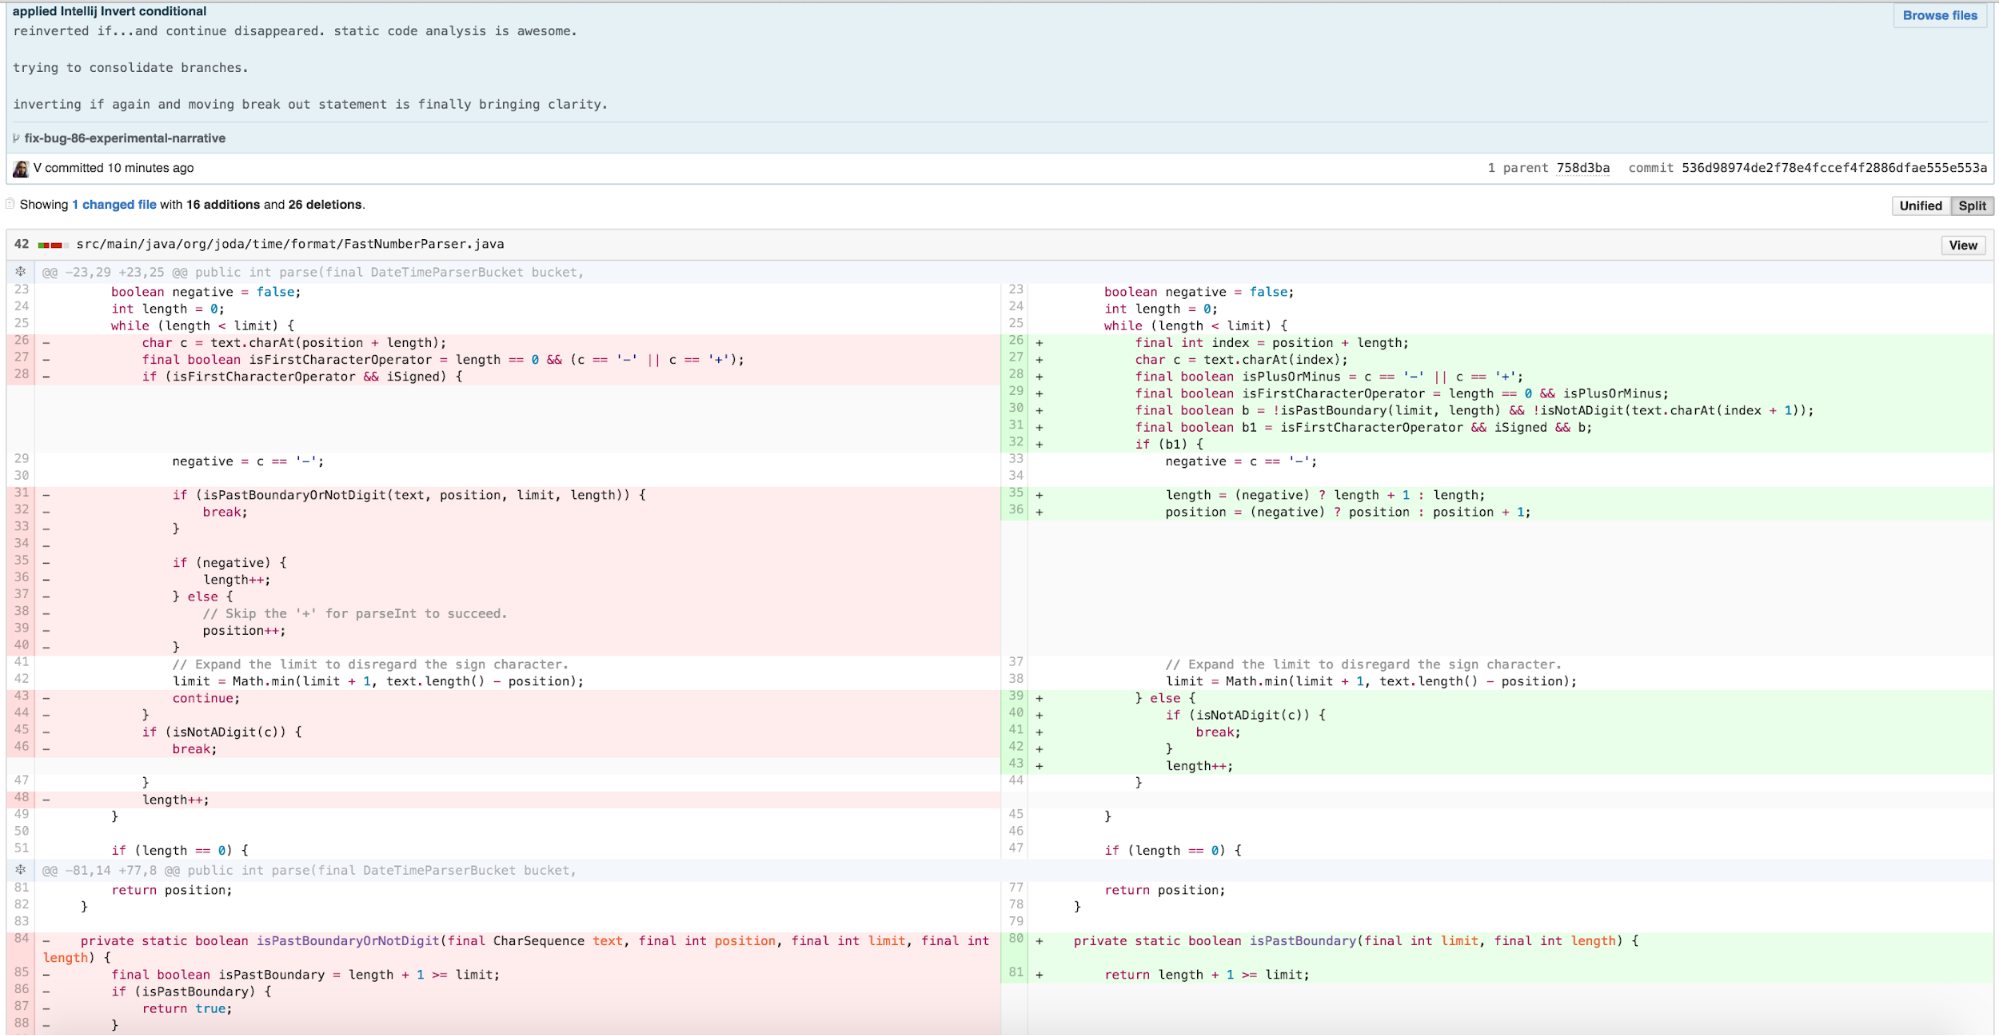 applied Intellij Invert conditional
Browse files
reinverted if...and continue disappeared. static code analysis is awesome.
trying to consolidate branches.
inverting if again and moving break out statement is finally bringing clarity.
fix-bug-86-experimental-narrative
V committed 10 minutes ago
1 parent 758d3ba commit 536d98974de2f78e4fccef4f2886dfae555e553a
Showing 1 changed file with 16 additions and 26 deletions.
Unified Split
42 src/main/java/org/joda/time/format/FastNumberParser.java
View
@@ -23,29 +23,25 @@ public int parse(final DateTimeParserBucket bucket,
23 boolean negative = false;
24 int length = 0;
25 while (length < limit) {
26 - char c = text.charAt(position + length);
27 - final boolean isFirstCharacterOperator = length == 0 && (c == '-' || c == '+');
28 - if (isFirstCharacterOperator && iSigned) {
29 negative = c == '-';
30
31 - if (isPastBoundaryOrNotDigit(text, position, limit, length)) {
32 - break;
33 - }
34 -
35 - if (negative) {
36 - length++;
37 - } else {
38 - // Skip the '+' for parseInt to succeed.
39 - position++;
40 - }
41 // Expand the limit to disregard the sign character.
42 limit = Math.min(limit + 1, text.length() - position);
43 - continue;
44 - }
45 - if (isNotADigit(c)) {
46 - break;
47 }
48 - length++;
49 }
50
51 if (length == 0) {
23 boolean negative = false;
24 int length = 0;
25 while (length < limit) {
26 + final int index = position + length;
27 + char c = text.charAt(index);
28 + final boolean isPlusOrMinus = c == '-' || c == '+';
29 + final boolean isFirstCharacterOperator = length == 0 && isPlusOrMinus;
30 + final boolean b = !isPastBoundary(limit, length) && !isNotADigit(text.charAt(index + 1));
31 + final boolean b1 = isFirstCharacterOperator && iSigned && b;
32 + if (b1) {
33 negative = c == '-';
34
35 + length = (negative) ? length + 1 : length;
36 + position = (negative) ? position : position + 1;
37 // Expand the limit to disregard the sign character.
38 limit = Math.min(limit + 1, text.length() - position);
39 + } else {
40 + if (isNotADigit(c)) {
41 + break;
42 + }
43 + length++;
44 }
45 }
46
47 if (length == 0) {
@@ -81,14 +77,8 @@ public int parse(final DateTimeParserBucket bucket,
81 return position;
82 }
83
84 - private static boolean isPastBoundaryOrNotDigit(final CharSequence text, final int position, final int limit, final int
length) {
85 - final boolean isPastBoundary = length + 1 >= limit;
86 - if (isPastBoundary) {
87 - return true;
88 - }
77 return position;
78 }
79
80 + private static boolean isPastBoundary(final int limit, final int length) {
81 + return length + 1 >= limit;